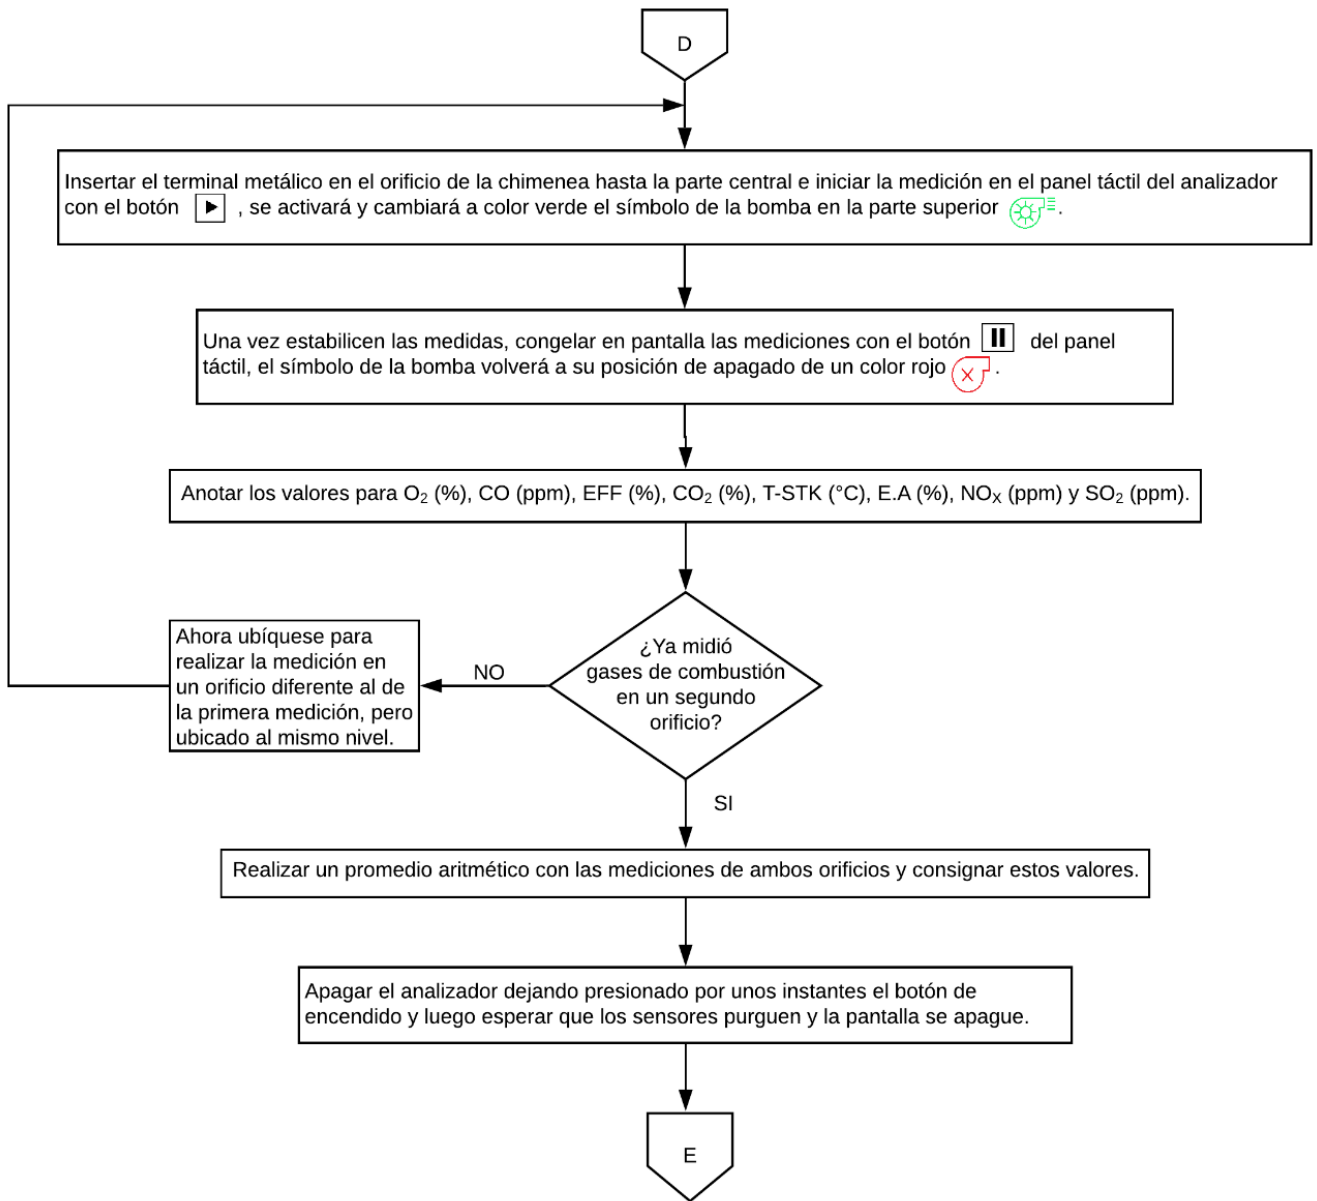 D
Insertar el terminal metálico en el orificio de la chimenea hasta la parte central e iniciar la medición en el panel táctil del analizador
con el botón , se activará y cambiará a color verde el símbolo de la bomba en la parte superior .
Una vez estabilicen las medidas, congelar en pantalla las mediciones con el botón del panel
táctil, el símbolo de la bomba volverá a su posición de apagado de un color rojo .
Anotar los valores para O₂ (%), CO (ppm), EFF (%), CO₂ (%), T-STK (°C), E.A (%), NOₓ (ppm) y SO₂ (ppm).
¿Ya midió
gases de combustión
en un segundo
orificio?
NO
Ahora ubíquese para
realizar la medición en
un orificio diferente al de
la primera medición, pero
ubicado al mismo nivel.
SI
Realizar un promedio aritmético con las mediciones de ambos orificios y consignar estos valores.
Apagar el analizador dejando presionado por unos instantes el botón de
encendido y luego esperar que los sensores purguen y la pantalla se apague.
E